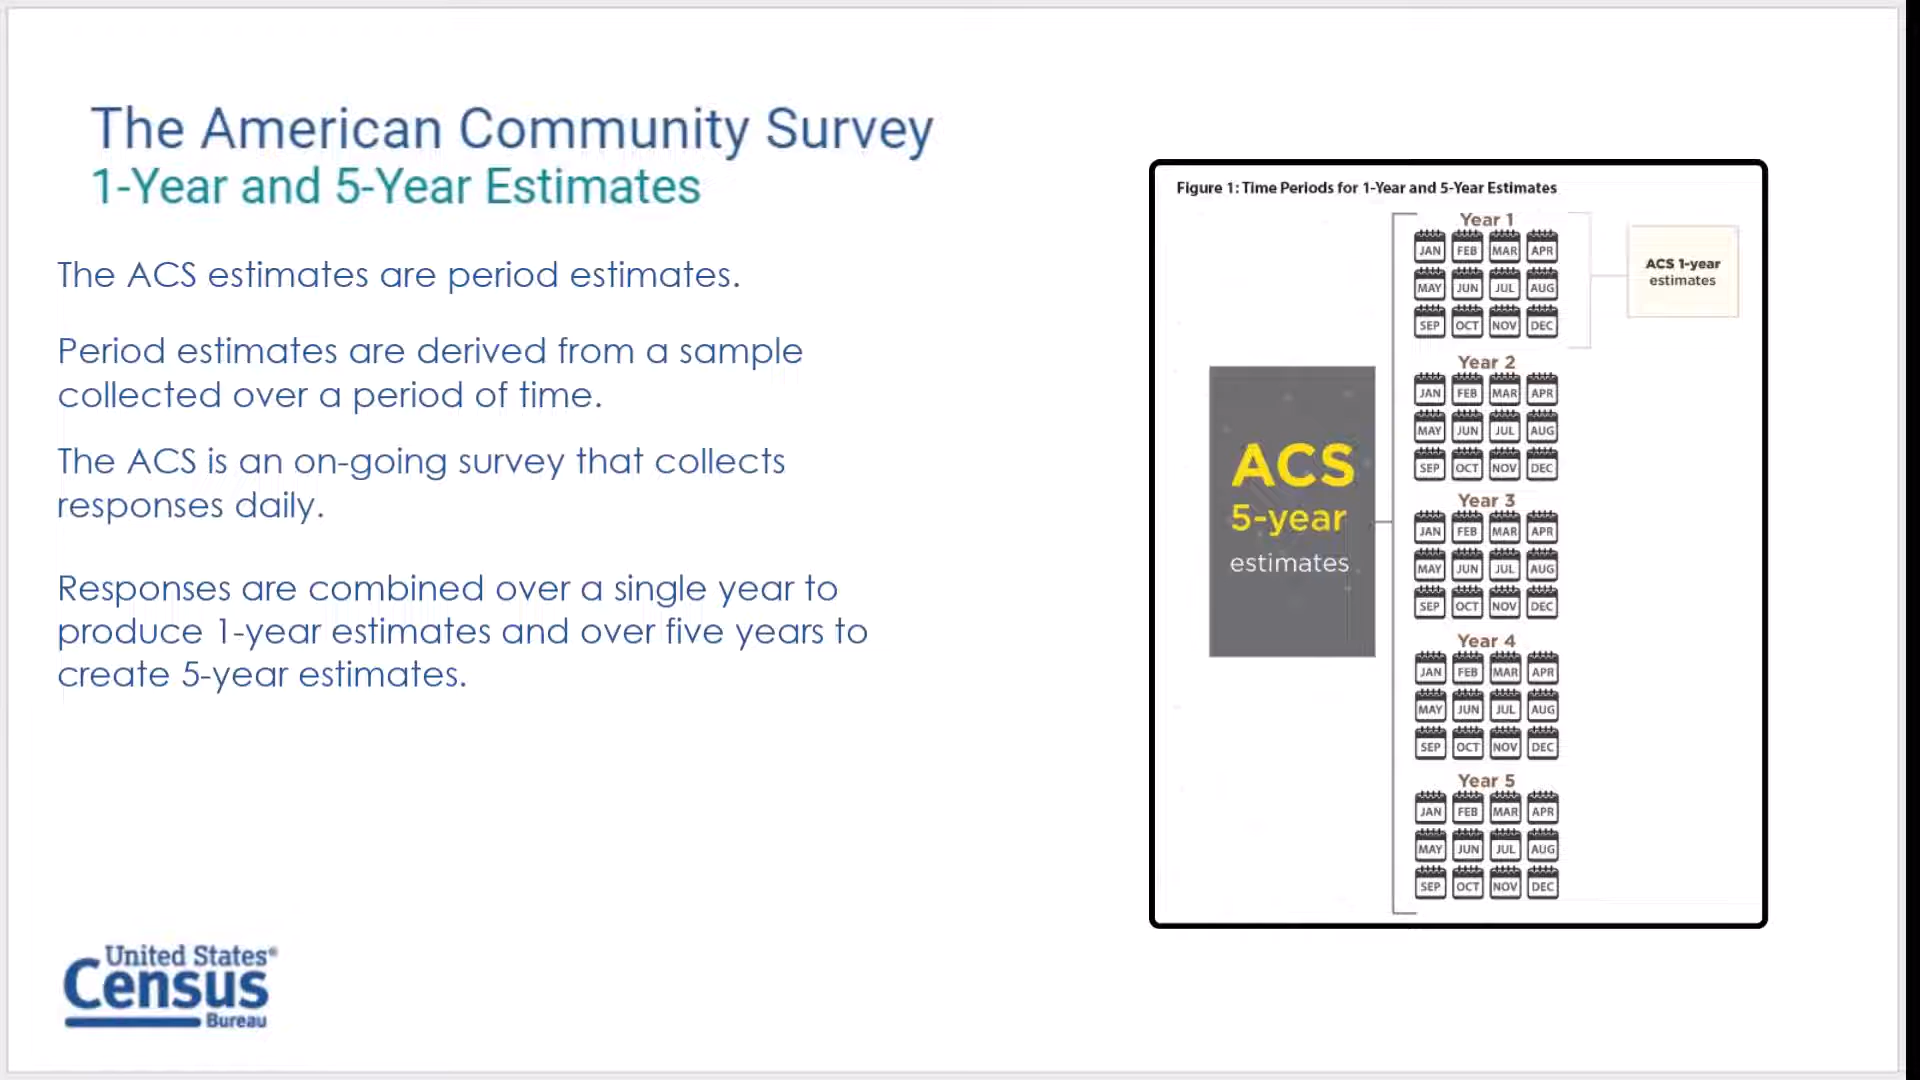 The American Community Survey
1-Year and 5-Year Estimates
The ACS estimates are period estimates.
Period estimates are derived from a sample
collected over a period of time.
The ACS is an on-going survey that collects
responses daily.
Responses are combined over a single year to
produce 1-year estimates and over five years to
create 5-year estimates.
United States®
Census
Bureau
Figure 1: Time Periods for 1-Year and 5-Year Estimates
ACS
5-year
estimates
Year 1
JAN FEB MAR APR
MAY JUN JUL AUG
SEP OCT NOV DEC
ACS 1-year
estimates
Year 2
JAN FEB MAR APR
MAY JUN JUL AUG
SEP OCT NOV DEC
Year 3
JAN FEB MAR APR
MAY JUN JUL AUG
SEP OCT NOV DEC
Year 4
JAN FEB MAR APR
MAY JUN JUL AUG
SEP OCT NOV DEC
Year 5
JAN FEB MAR APR
MAY JUN JUL AUG
SEP OCT NOV DEC